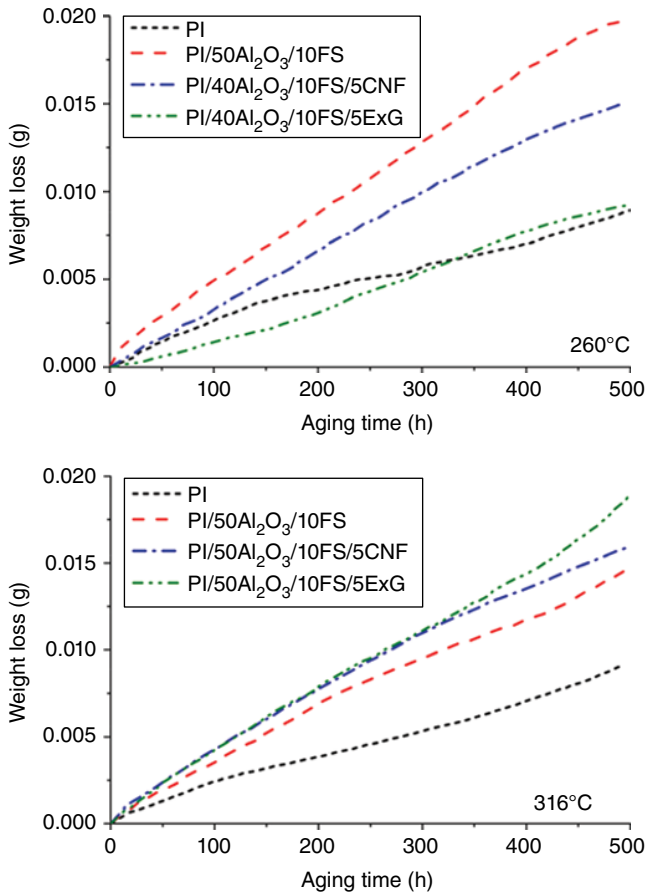 0.020
0.015
0.010
0.005
0.000
Weight loss (g)
PI
PI/50Al₂O₃/10FS
PI/40Al₂O₃/10FS/5CNF
PI/40Al₂O₃/10FS/5ExG
260°C
0 100 200 300 400 500
Aging time (h)
0.020
0.015
0.010
0.005
0.000
Weight loss (g)
PI
PI/50Al₂O₃/10FS
PI/50Al₂O₃/10FS/5CNF
PI/50Al₂O₃/10FS/5ExG
316°C
0 100 200 300 400 500
Aging time (h)